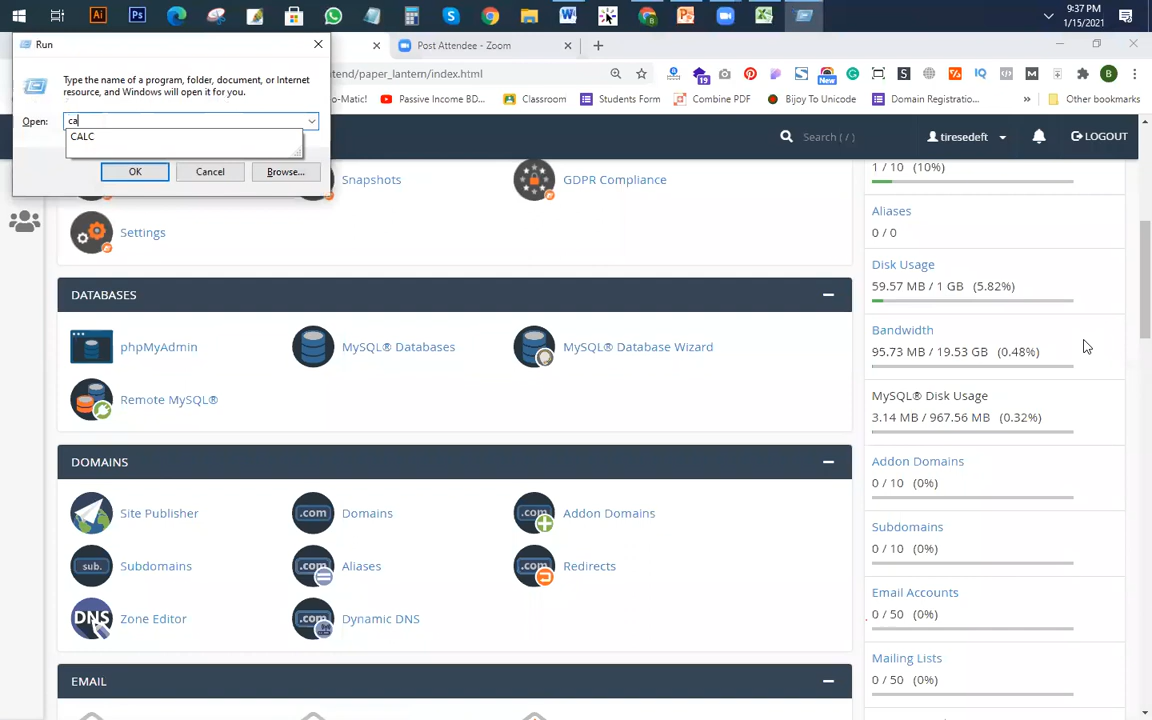 Ai
Ps
9:37 PM
1/15/2021
Run
Post Attendee - Zoom
Type the name of a program, folder, document, or Internet
resource, and Windows will open it for you.
Open: ca
CALC
OK Cancel Browse...
tend/paper_lantern/index.html
19
New
o-Matic! Passive Income BD... Classroom Students Form Combine PDF Bijoy To Unicode Domain Registratio... » Other bookmarks
Search ( / ) tiresedeft LOGOUT
Snapshots GDPR Compliance
Settings
DATABASES
phpMyAdmin MySQL® Databases MySQL® Database Wizard
Remote MySQL®
DOMAINS
Site Publisher Domains Addon Domains
Subdomains Aliases Redirects
Zone Editor Dynamic DNS
EMAIL
1 / 10 (10%)
Aliases
0 / 0
Disk Usage
59.57 MB / 1 GB (5.82%)
Bandwidth
95.73 MB / 19.53 GB (0.48%)
MySQL® Disk Usage
3.14 MB / 967.56 MB (0.32%)
Addon Domains
0 / 10 (0%)
Subdomains
0 / 10 (0%)
Email Accounts
0 / 50 (0%)
Mailing Lists
0 / 50 (0%)